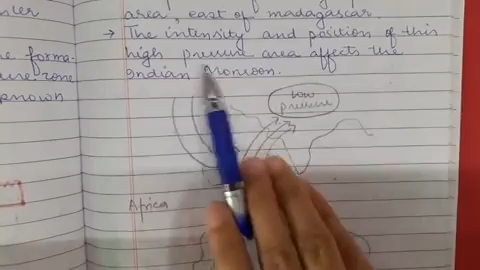 area, east of madagascar.
→ The intensity and position of this
high pressure area affects the
Indian Monsoon.
Low
pressure
Africa
nown